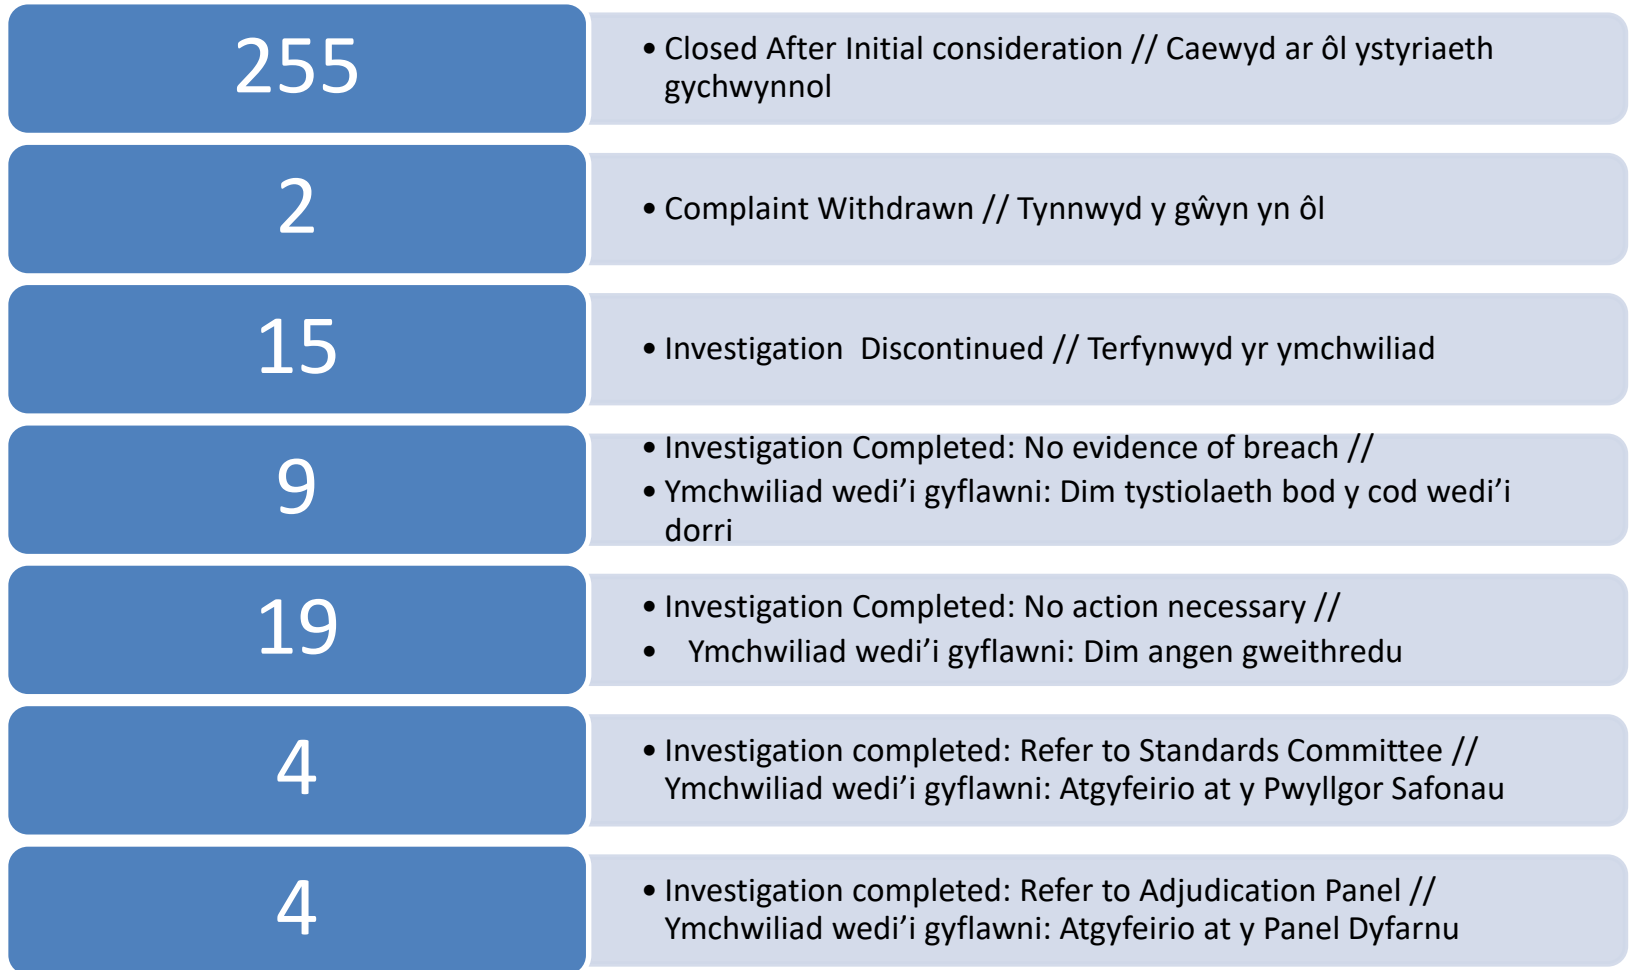 255
• Closed After Initial consideration // Caewyd ar ôl ystyriaeth
gychwynnol
2
• Complaint Withdrawn // Tynnwyd y gŵyn yn ôl
15
• Investigation  Discontinued // Terfynwyd yr ymchwiliad
9
• Investigation Completed: No evidence of breach //
• Ymchwiliad wedi’i gyflawni: Dim tystiolaeth bod y cod wedi’i
dorri
19
• Investigation Completed: No action necessary //
• Ymchwiliad wedi’i gyflawni: Dim angen gweithredu
4
• Investigation completed: Refer to Standards Committee //
Ymchwiliad wedi’i gyflawni: Atgyfeirio at y Pwyllgor Safonau
4
• Investigation completed: Refer to Adjudication Panel //
Ymchwiliad wedi’i gyflawni: Atgyfeirio at y Panel Dyfarnu